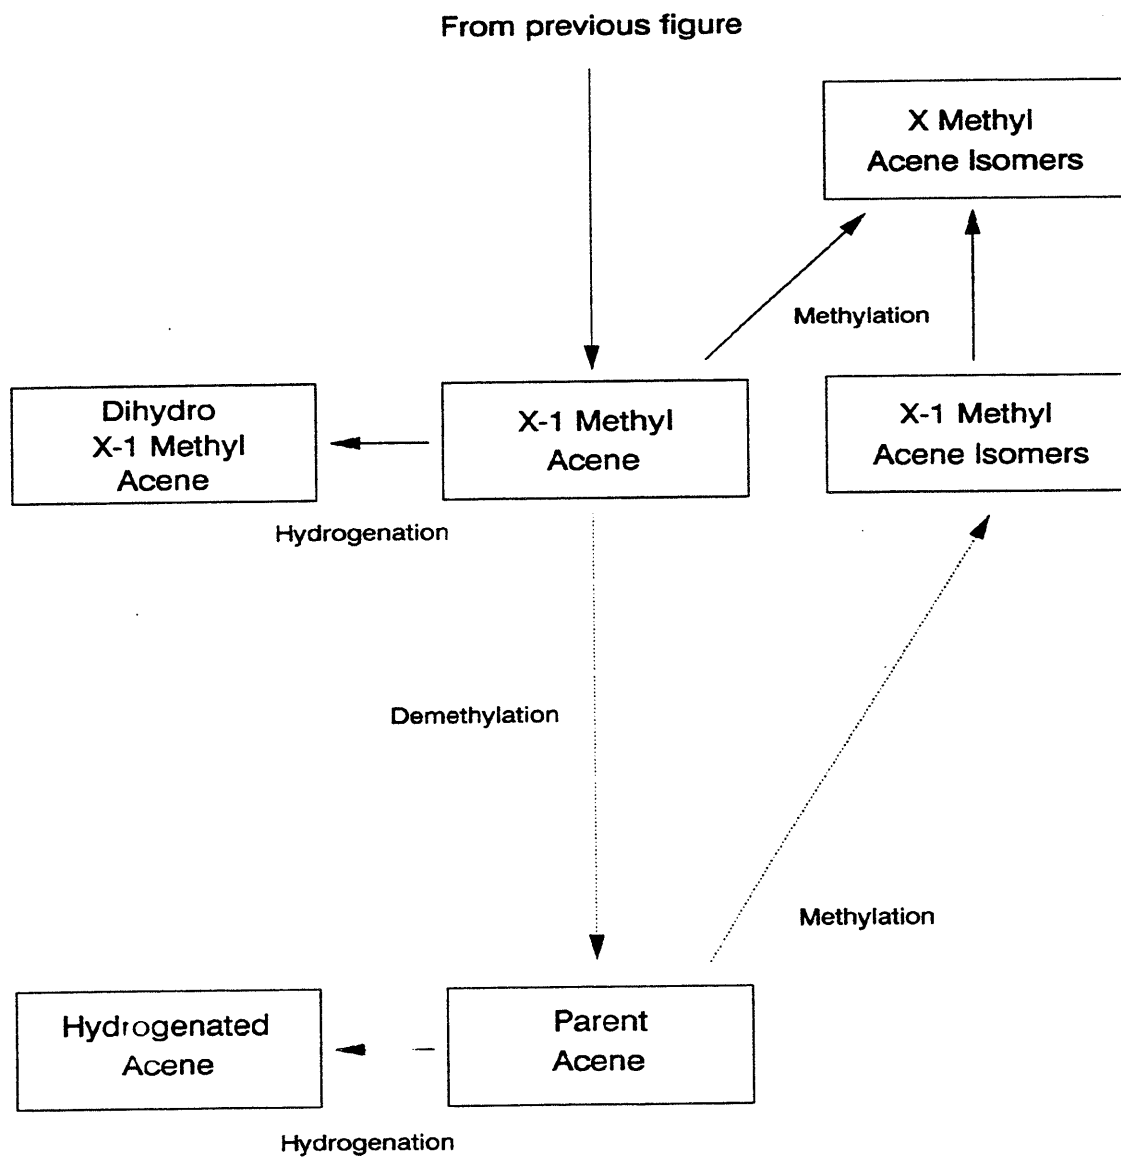 From previous figure
X Methyl
Acene Isomers
Methylation
Dihydro
X-1 Methyl
Acene
X-1 Methyl
Acene
X-1 Methyl
Acene Isomers
Hydrogenation
Demethylation
Methylation
Hydrogenated
Acene
Parent
Acene
Hydrogenation